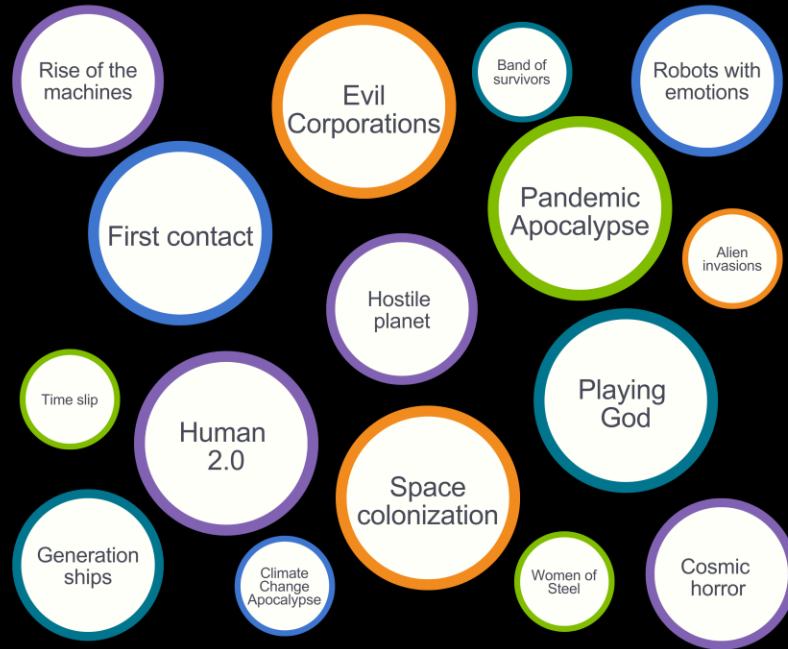 Rise of the
machines
Evil
Corporations
Band of
survivors
Robots with
emotions
First contact
Pandemic
Apocalypse
Alien
invasions
Hostile
planet
Time slip
Human
2.0
Playing
God
Space
colonization
Generation
ships
Climate
Change
Apocalypse
Women of
Steel
Cosmic
horror